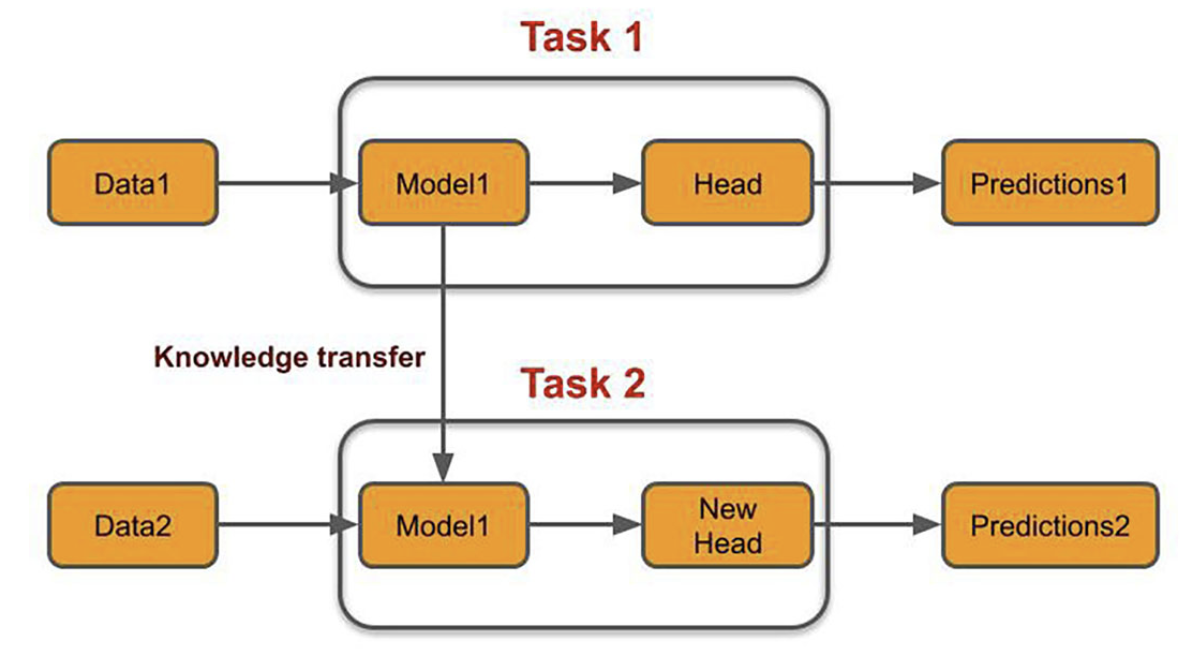 Task 1
Data1
Model1
Head
Predictions1
Knowledge transfer
Task 2
Data2
Model1
New
Head
Predictions2